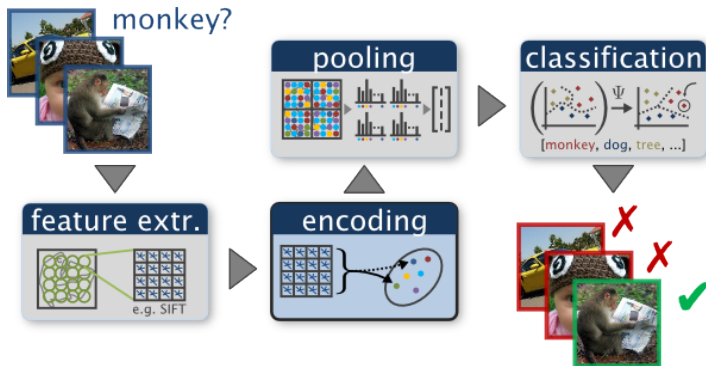 monkey?
feature extr.
e.g. SIFT
encoding
pooling
classification
Ψ
[monkey, dog, tree, ...]